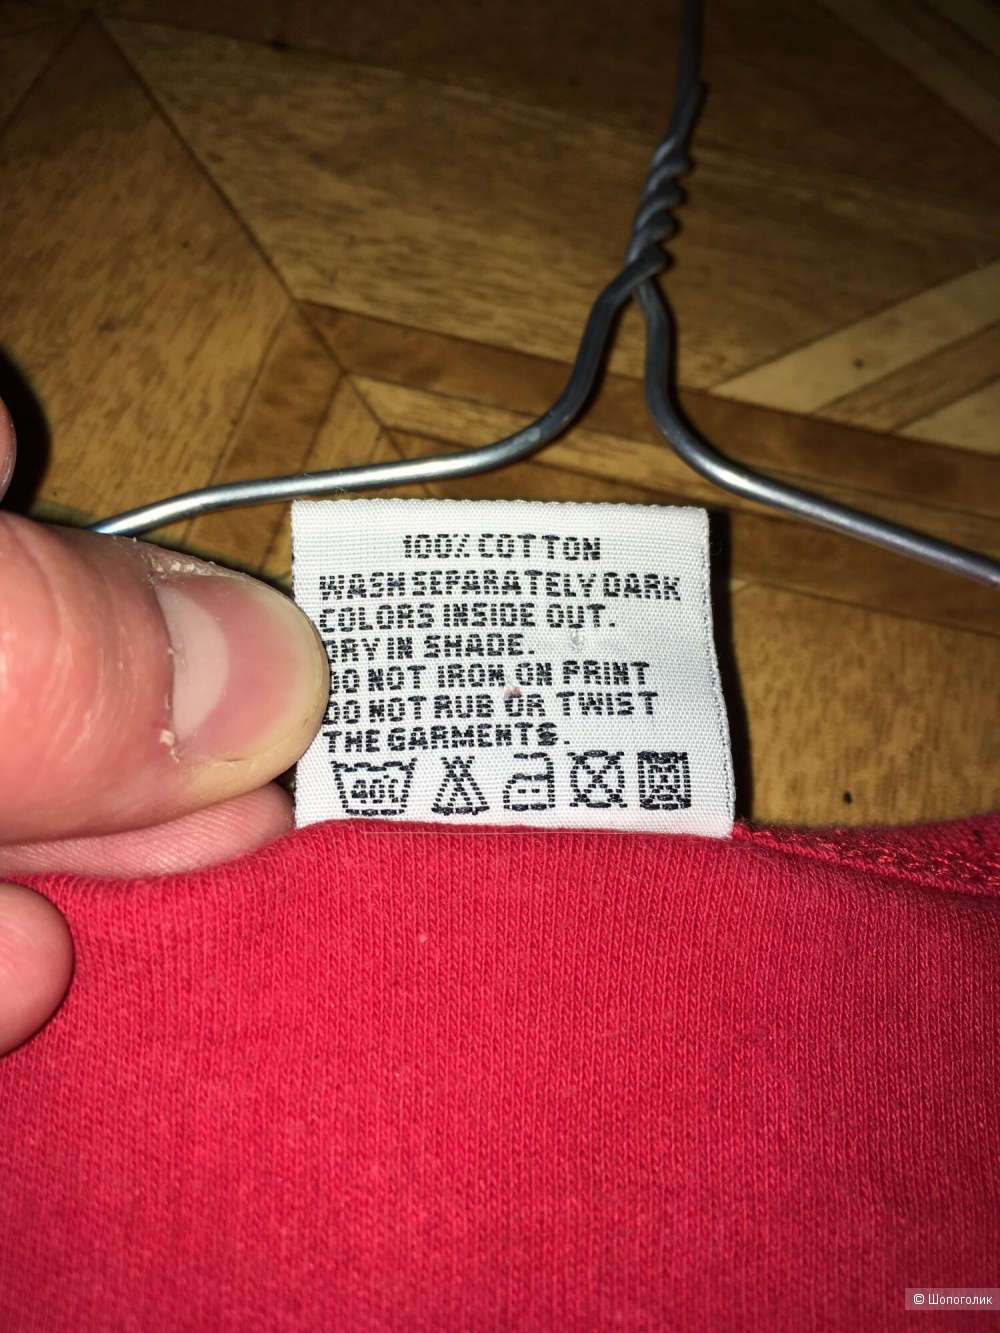 100% COTTON
WASH SEPARATELY DARK
COLORS INSIDE OUT.
DRY IN SHADE.
DO NOT IRON ON PRINT
DO NOT RUB OR TWIST
THE GARMENTS.
40C
© Шопоголик